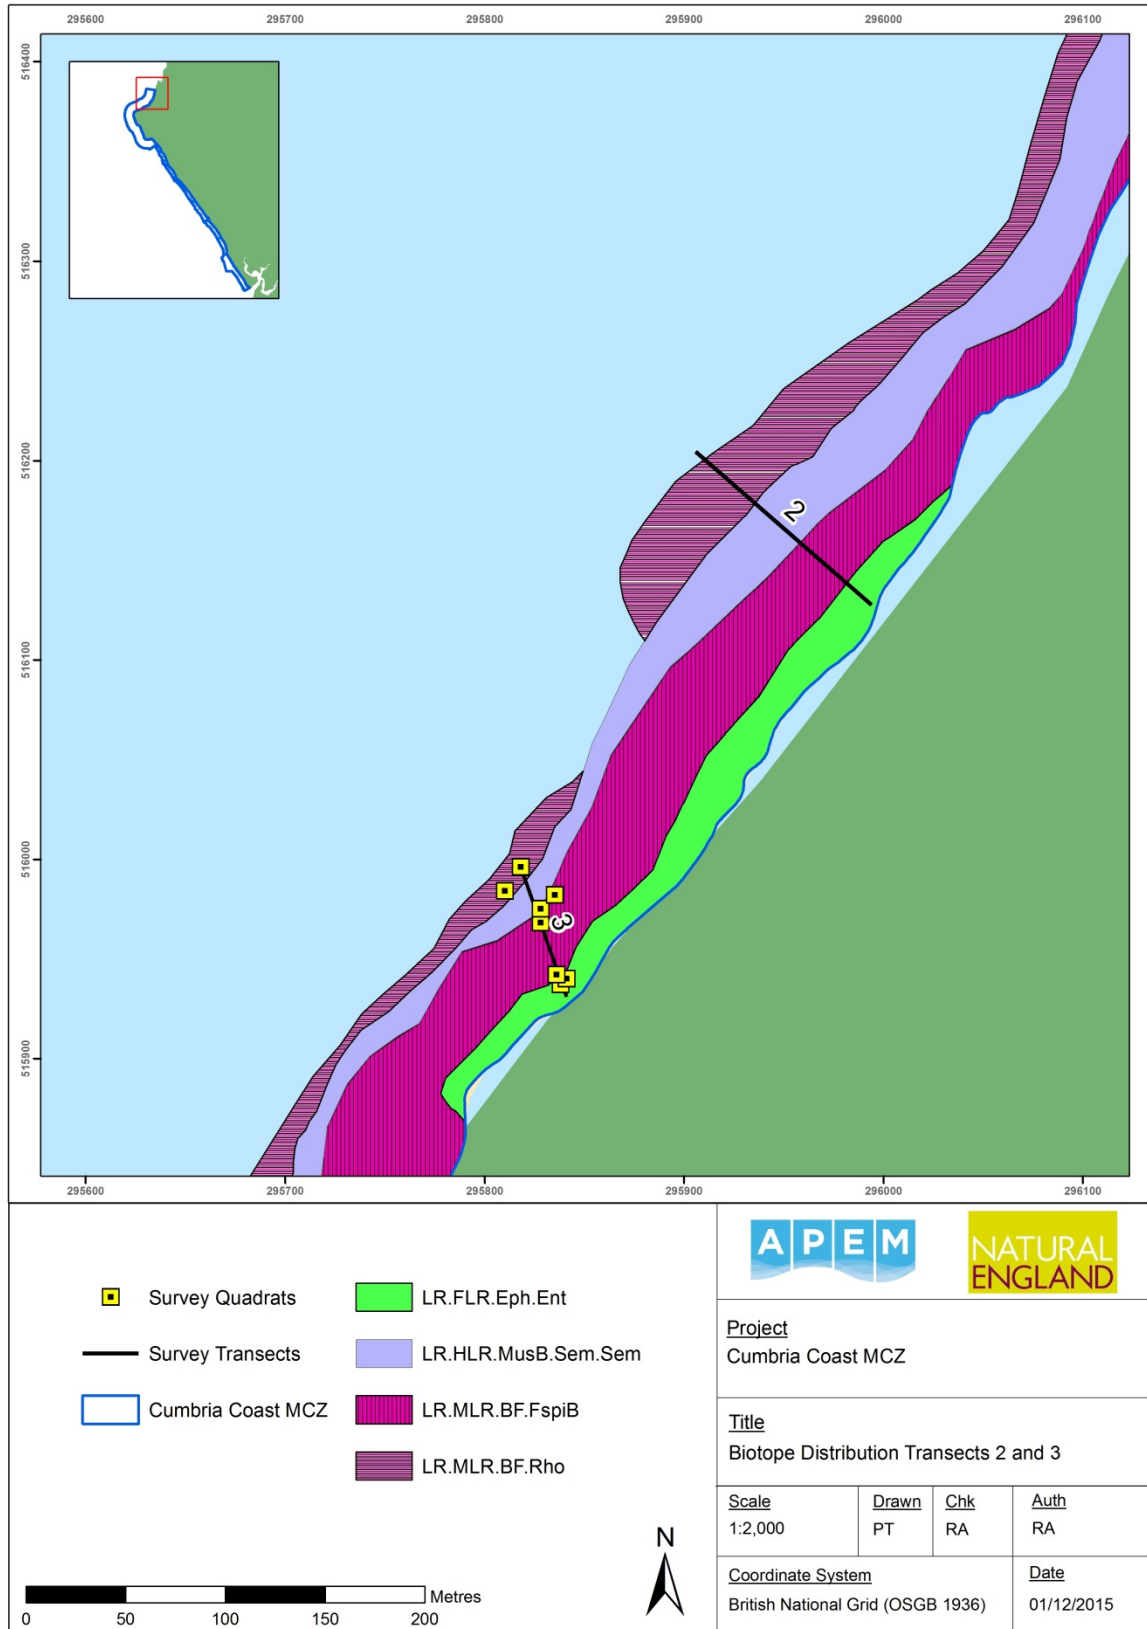 295600 295700 295800 295900 296000 296100
516400
516300
516200
516100
516000
515900
2
3
295600 295700 295800 295900 296000 296100
Survey Quadrats
Survey Transects
Cumbria Coast MCZ
LR.FLR.Eph.Ent
LR.HLR.MusB.Sem.Sem
LR.MLR.BF.FspiB
LR.MLR.BF.Rho
N
Metres
0 50 100 150 200
APEM
NATURAL
ENGLAND
Project
Cumbria Coast MCZ
Title
Biotope Distribution Transects 2 and 3
Scale Drawn Chk Auth
1:2,000 PT RA RA
Coordinate System Date
British National Grid (OSGB 1936) 01/12/2015